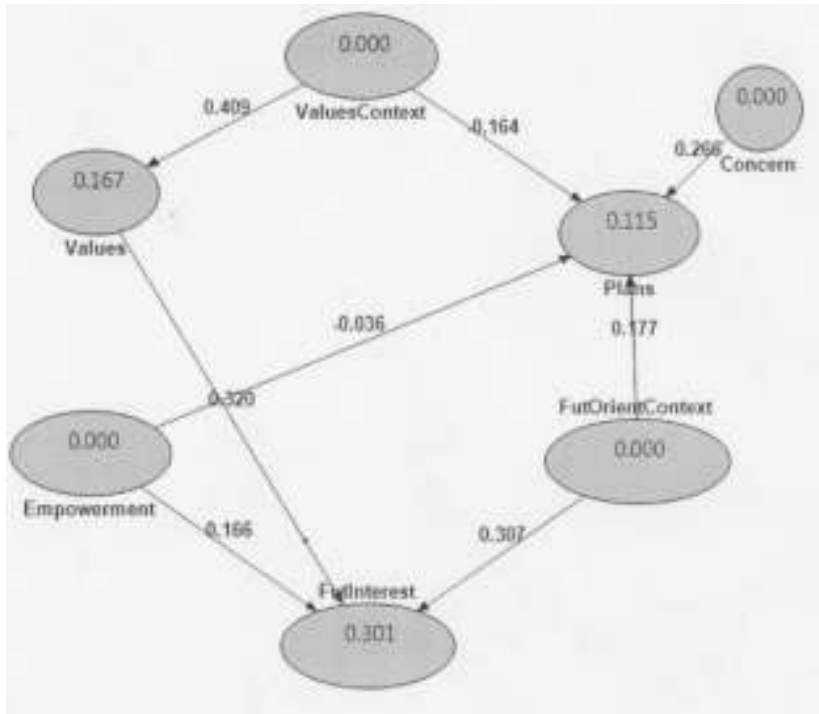 0.000
ValuesContext
0.409
-0.164
0.000
Concern
0.266
0.167
Values
0.115
Plans
-0.036
0.177
0.320
FutOrientContext
0.000
0.000
Empowerment
0.166
0.307
FutInterest
0.301